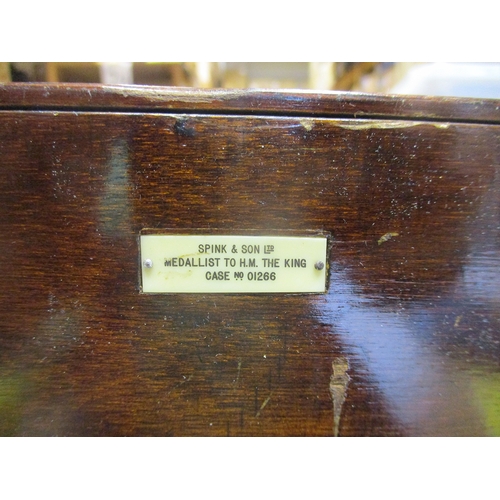 SPINK & SON LTD
MEDALLIST TO H.M. THE KING
CASE NO 01266